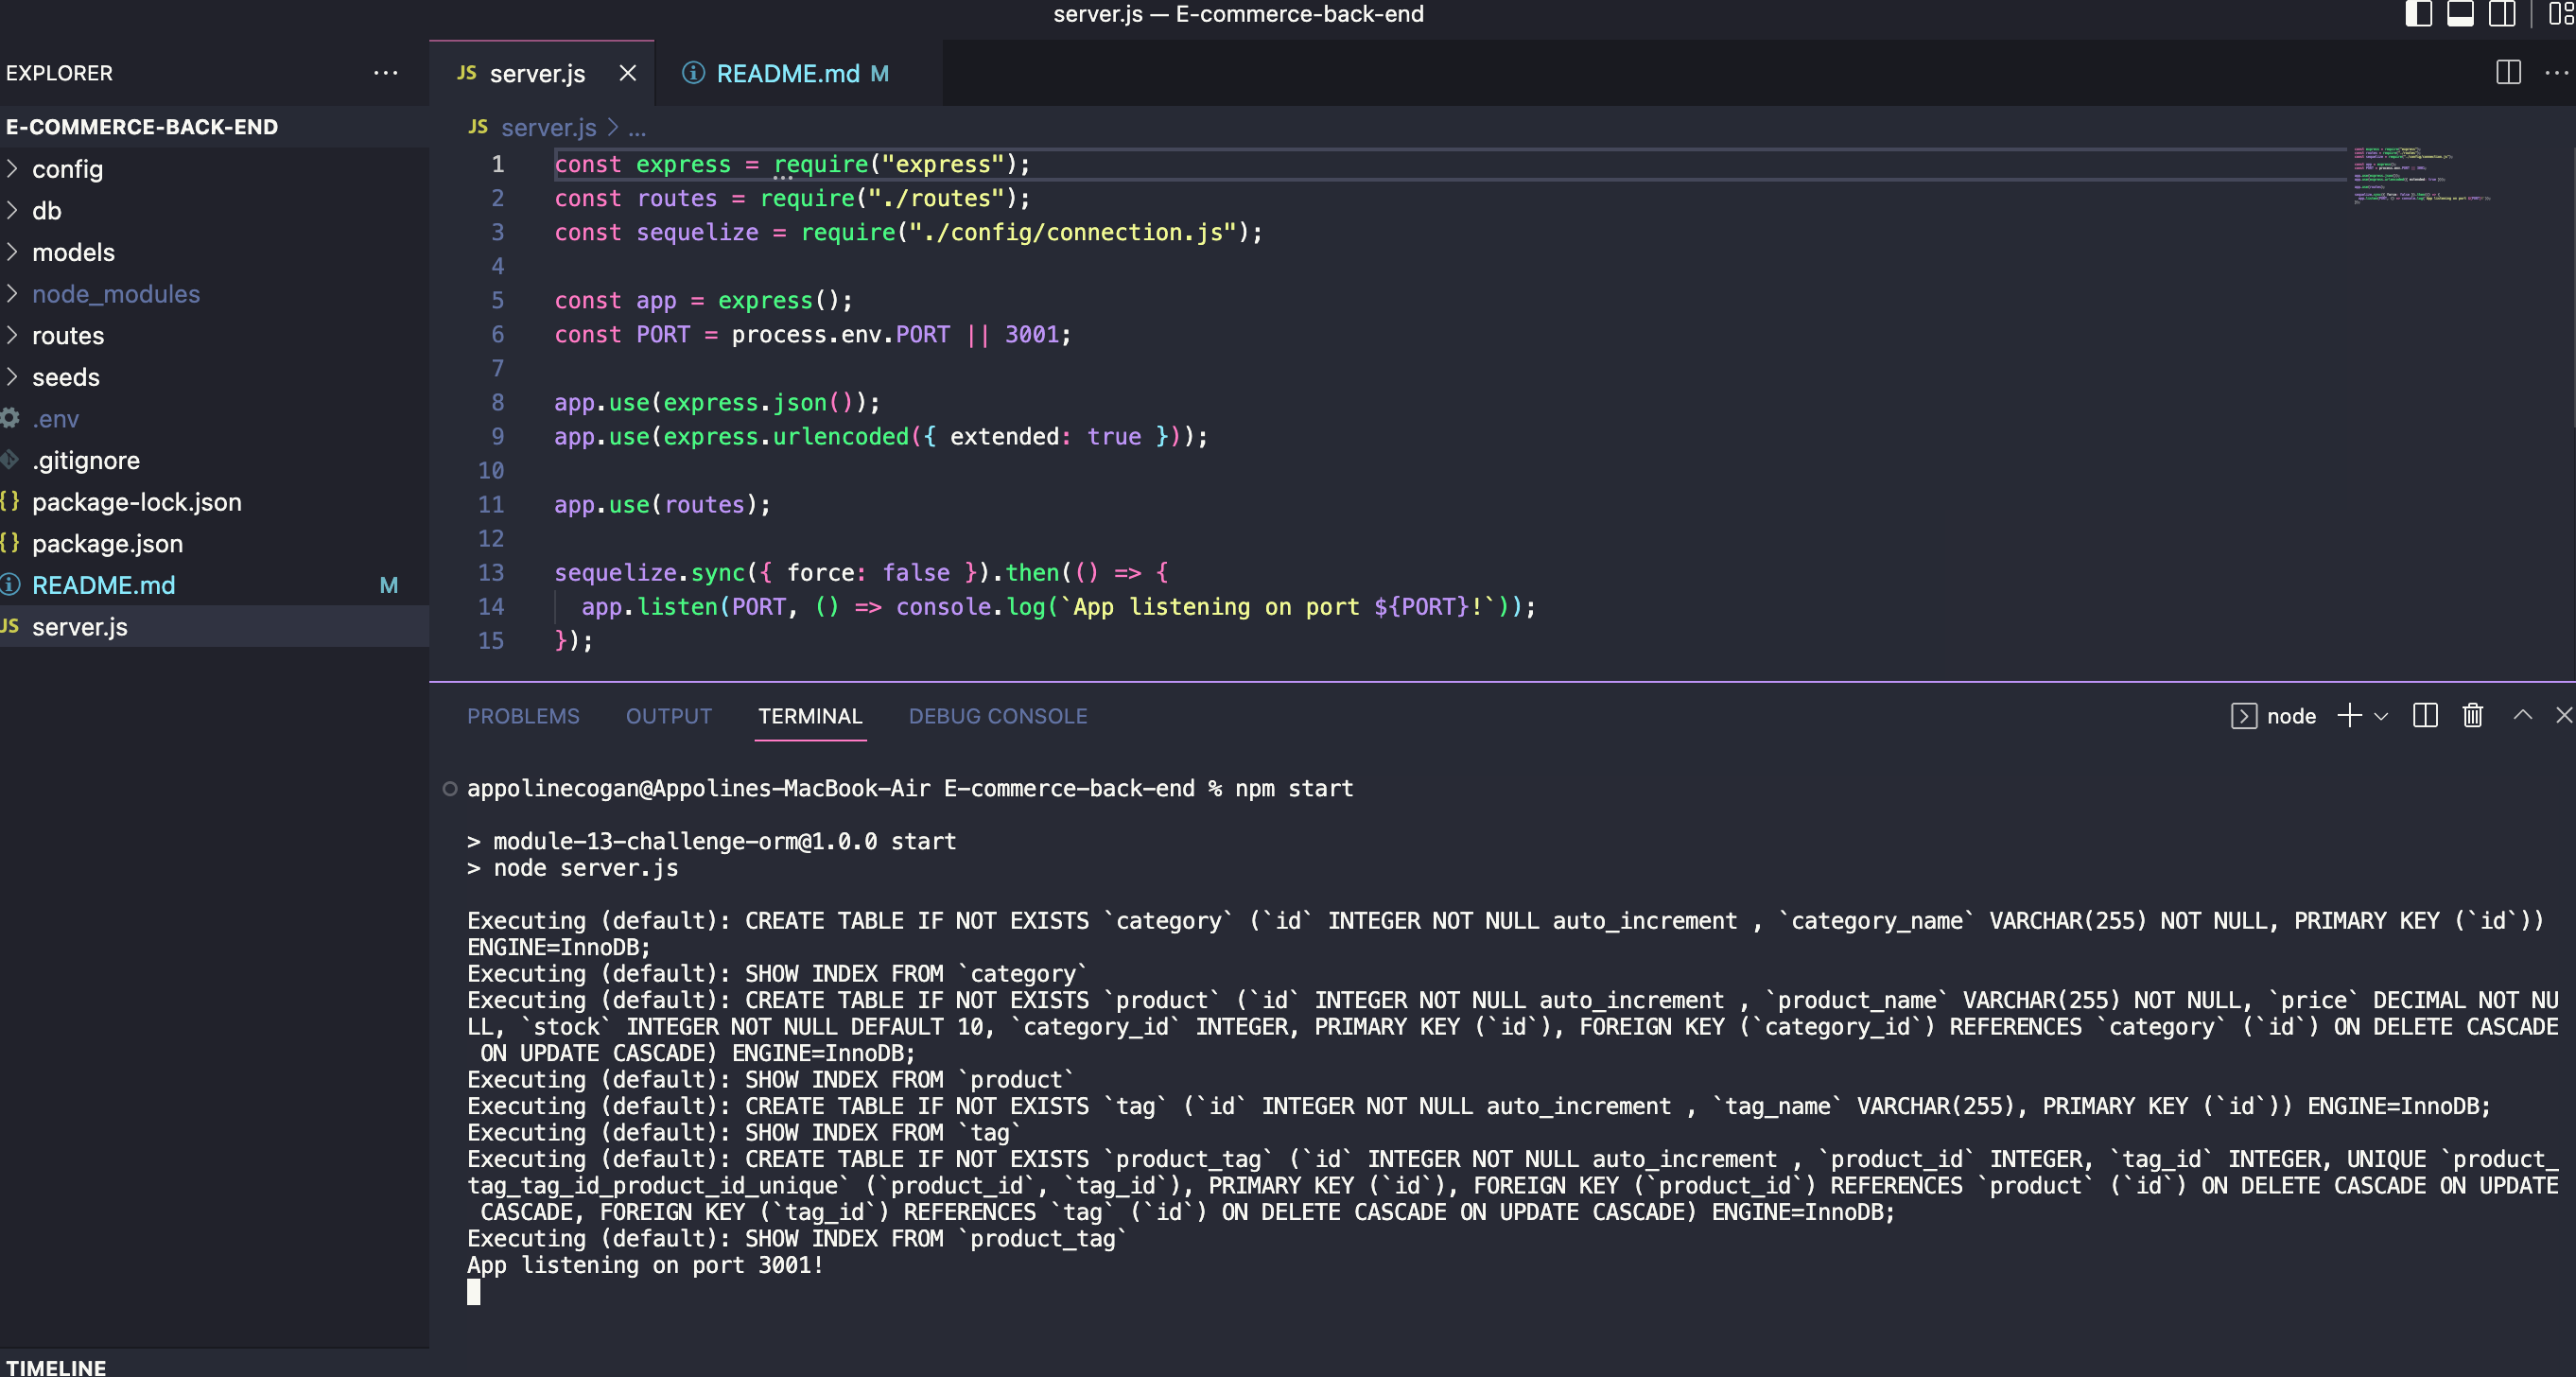 server.js — E-commerce-back-end
EXPLORER
E-COMMERCE-BACK-END
config
db
models
node_modules
routes
seeds
.env
.gitignore
{} package-lock.json
{} package.json
README.md M
JS server.js
TIMELINE
JS server.js
README.md M
JS server.js > ...
1 const express = require("express");
2 const routes = require("./routes");
3 const sequelize = require("./config/connection.js");
4
5 const app = express();
6 const PORT = process.env.PORT || 3001;
7
8 app.use(express.json());
9 app.use(express.urlencoded({ extended: true }));
10
11 app.use(routes);
12
13 sequelize.sync({ force: false }).then(() => {
14 app.listen(PORT, () => console.log(`App listening on port ${PORT}!`));
15 });
PROBLEMS OUTPUT TERMINAL DEBUG CONSOLE
node
appolinecogan@Appolines-MacBook-Air E-commerce-back-end % npm start
> module-13-challenge-orm@1.0.0 start
> node server.js
Executing (default): CREATE TABLE IF NOT EXISTS `category` (`id` INTEGER NOT NULL auto_increment , `category_name` VARCHAR(255) NOT NULL, PRIMARY KEY (`id`))
ENGINE=InnoDB;
Executing (default): SHOW INDEX FROM `category`
Executing (default): CREATE TABLE IF NOT EXISTS `product` (`id` INTEGER NOT NULL auto_increment , `product_name` VARCHAR(255) NOT NULL, `price` DECIMAL NOT NU
LL, `stock` INTEGER NOT NULL DEFAULT 10, `category_id` INTEGER, PRIMARY KEY (`id`), FOREIGN KEY (`category_id`) REFERENCES `category` (`id`) ON DELETE CASCADE
ON UPDATE CASCADE) ENGINE=InnoDB;
Executing (default): SHOW INDEX FROM `product`
Executing (default): CREATE TABLE IF NOT EXISTS `tag` (`id` INTEGER NOT NULL auto_increment , `tag_name` VARCHAR(255), PRIMARY KEY (`id`)) ENGINE=InnoDB;
Executing (default): SHOW INDEX FROM `tag`
Executing (default): CREATE TABLE IF NOT EXISTS `product_tag` (`id` INTEGER NOT NULL auto_increment , `product_id` INTEGER, `tag_id` INTEGER, UNIQUE `product_
tag_tag_id_product_id_unique` (`product_id`, `tag_id`), PRIMARY KEY (`id`), FOREIGN KEY (`product_id`) REFERENCES `product` (`id`) ON DELETE CASCADE ON UPDATE
CASCADE, FOREIGN KEY (`tag_id`) REFERENCES `tag` (`id`) ON DELETE CASCADE ON UPDATE CASCADE) ENGINE=InnoDB;
Executing (default): SHOW INDEX FROM `product_tag`
App listening on port 3001!